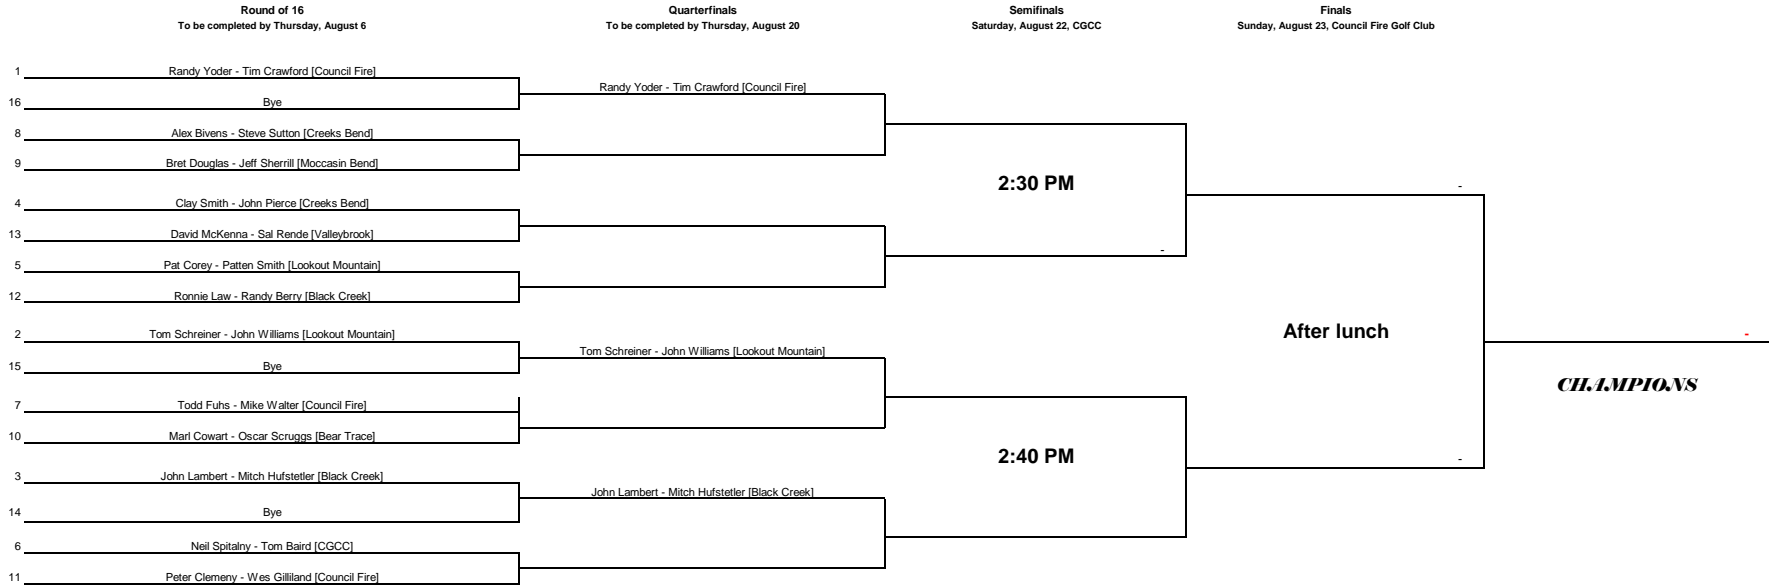 Round of 16
To be completed by Thursday, August 6
Quarterfinals
To be completed by Thursday, August 20
Semifinals
Saturday, August 22, CGCC
Finals
Sunday, August 23, Council Fire Golf Club
1 Randy Yoder - Tim Crawford [Council Fire]
Randy Yoder - Tim Crawford [Council Fire]
16 Bye
8 Alex Bivens - Steve Sutton [Creeks Bend]
9 Bret Douglas - Jeff Sherrill [Moccasin Bend]
2:30 PM
-
4 Clay Smith - John Pierce [Creeks Bend]
13 David McKenna - Sal Rende [Valleybrook]
-
5 Pat Corey - Patten Smith [Lookout Mountain]
12 Ronnie Law - Randy Berry [Black Creek]
2 Tom Schreiner - John Williams [Lookout Mountain]
After lunch
-
Tom Schreiner - John Williams [Lookout Mountain]
15 Bye
CHAMPIONS
7 Todd Fuhs - Mike Walter [Council Fire]
10 Marl Cowart - Oscar Scruggs [Bear Trace]
2:40 PM
-
3 John Lambert - Mitch Hufstetler [Black Creek]
John Lambert - Mitch Hufstetler [Black Creek]
14 Bye
6 Neil Spitalny - Tom Baird [CGCC]
11 Peter Clemeny - Wes Gilliland [Council Fire]